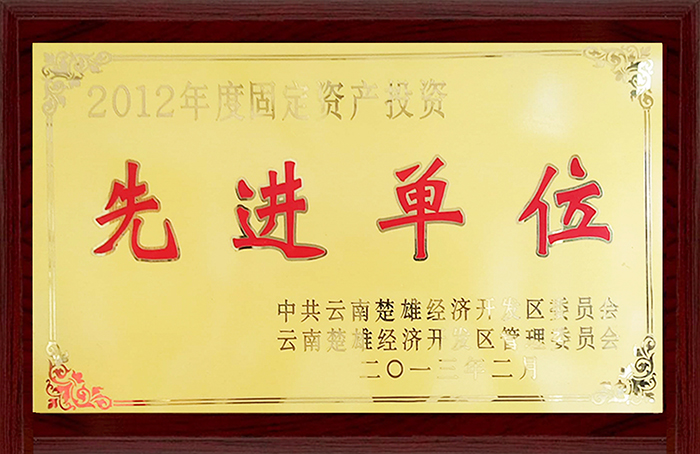 2012年度固定资产投资
先进单位
中共云南楚雄经济开发区委员会
云南楚雄经济开发区管理委员会
二〇一三年二月